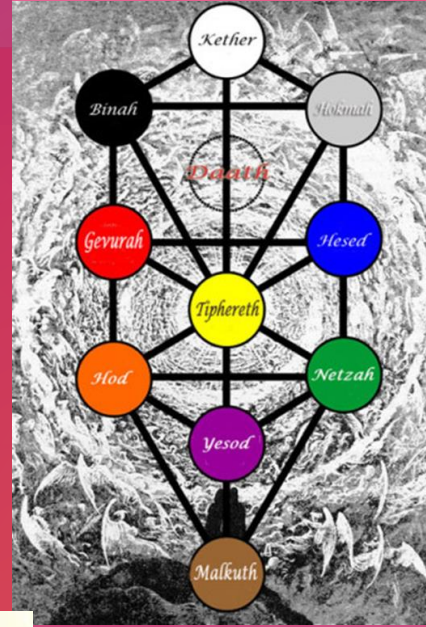 Kether
Binah
Hokmah
Daath
Gevurah
Hesed
Tiphereth
Hod
Netzah
Yesod
Malkuth